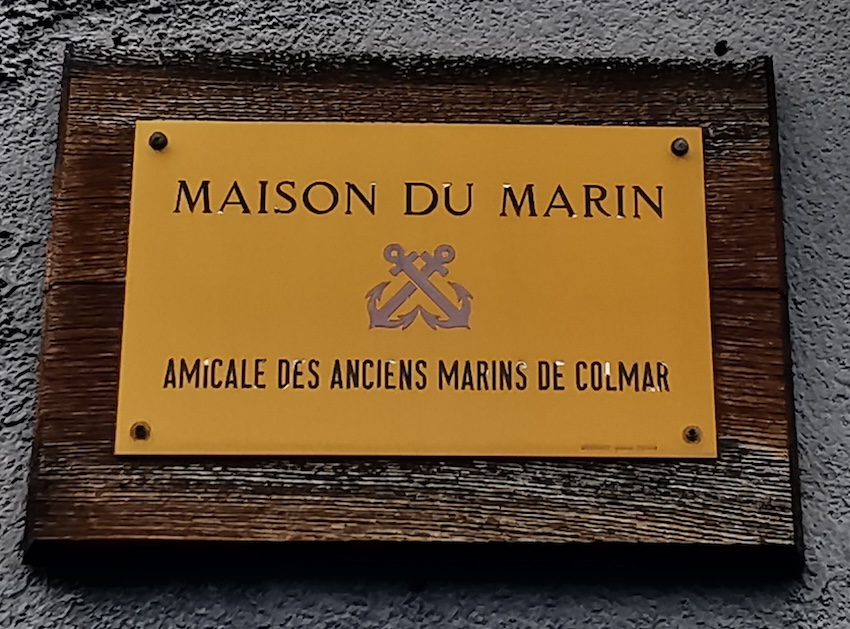 MAISON DU MARIN
AMICALE DES ANCIENS MARINS DE COLMAR